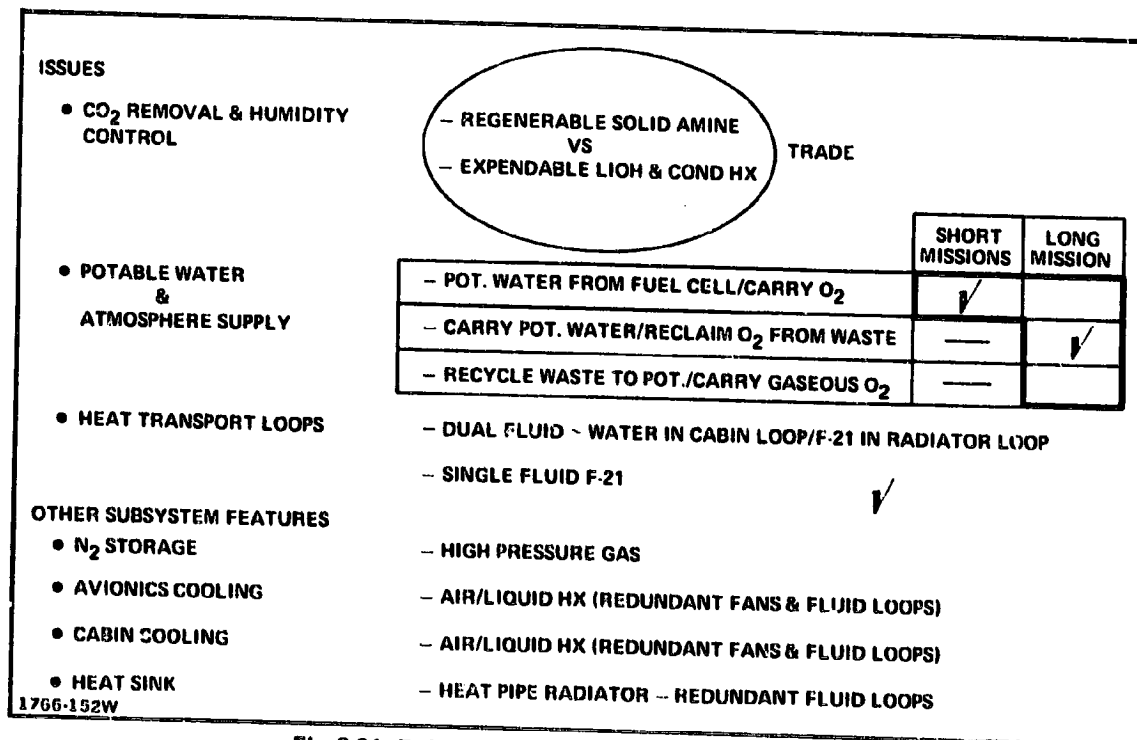 ISSUES
• CO2 REMOVAL & HUMIDITY CONTROL
– REGENERABLE SOLID AMINE
VS
– EXPENDABLE LIOH & COND HX
TRADE
SHORT MISSIONS
LONG MISSION
• POTABLE WATER
&
ATMOSPHERE SUPPLY
– POT. WATER FROM FUEL CELL/CARRY O2 ✓
– CARRY POT. WATER/RECLAIM O2 FROM WASTE — ✓
– RECYCLE WASTE TO POT./CARRY GASEOUS O2 —
• HEAT TRANSPORT LOOPS
– DUAL FLUID ~ WATER IN CABIN LOOP/F-21 IN RADIATOR LOOP
– SINGLE FLUID F-21 ✓
OTHER SUBSYSTEM FEATURES
• N2 STORAGE – HIGH PRESSURE GAS
• AVIONICS COOLING – AIR/LIQUID HX (REDUNDANT FANS & FLUID LOOPS)
• CABIN COOLING – AIR/LIQUID HX (REDUNDANT FANS & FLUID LOOPS)
• HEAT SINK – HEAT PIPE RADIATOR – REDUNDANT FLUID LOOPS
1766-152W